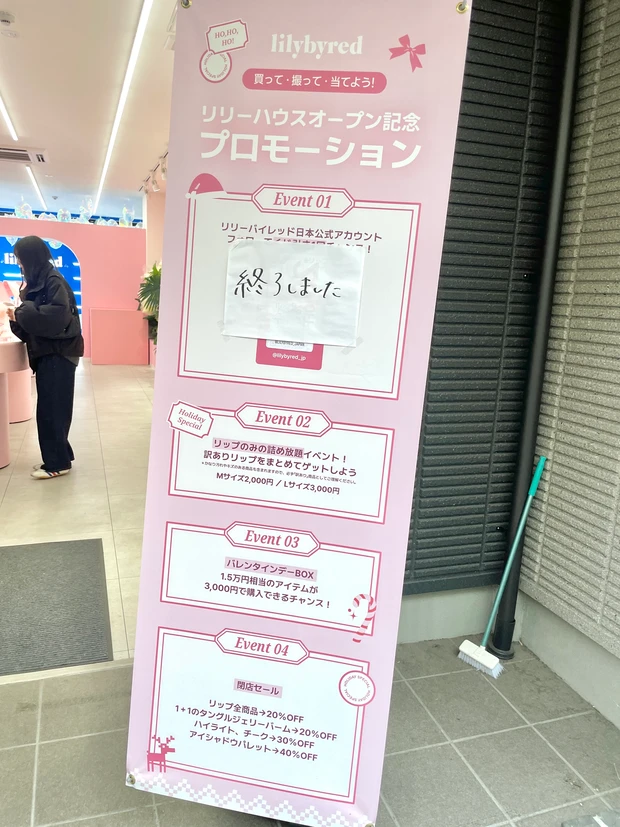 HO,HO,
HO!
lilybyred
買って・撮って・当てよう!
リリーハウスオープン記念
プロモーション
Event 01
リリーバイレッド日本公式アカウント
終了しました
@lilybyred_jp
Holiday
Special
Event 02
リップのみの詰め放題イベント!
訳ありリップをまとめてゲットしよう
Mサイズ2,000円 / Lサイズ3,000円
Event 03
バレンタインデーBOX
1.5万円相当のアイテムが
3,000円で購入できるチャンス!
Event 04
閉店セール
リップ全商品→20%OFF
1+1のタングルジェリーバーム→20%OFF
ハイライト、チーク→30%OFF
アイシャドウパレット→40%OFF
lilybyred